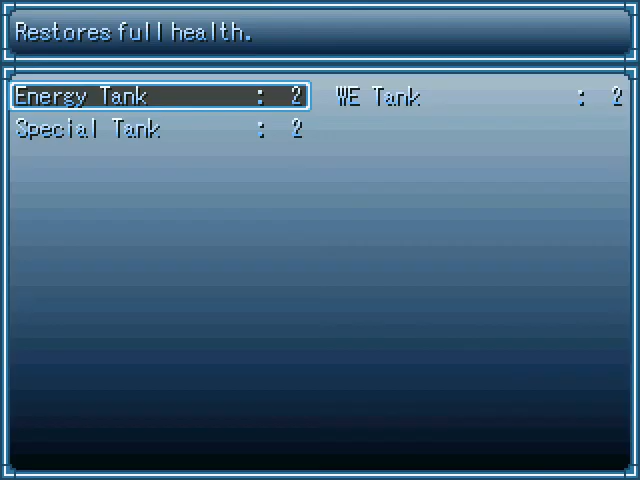 Restores full health.
Energy Tank : 2 WE Tank : 2
Special Tank : 2